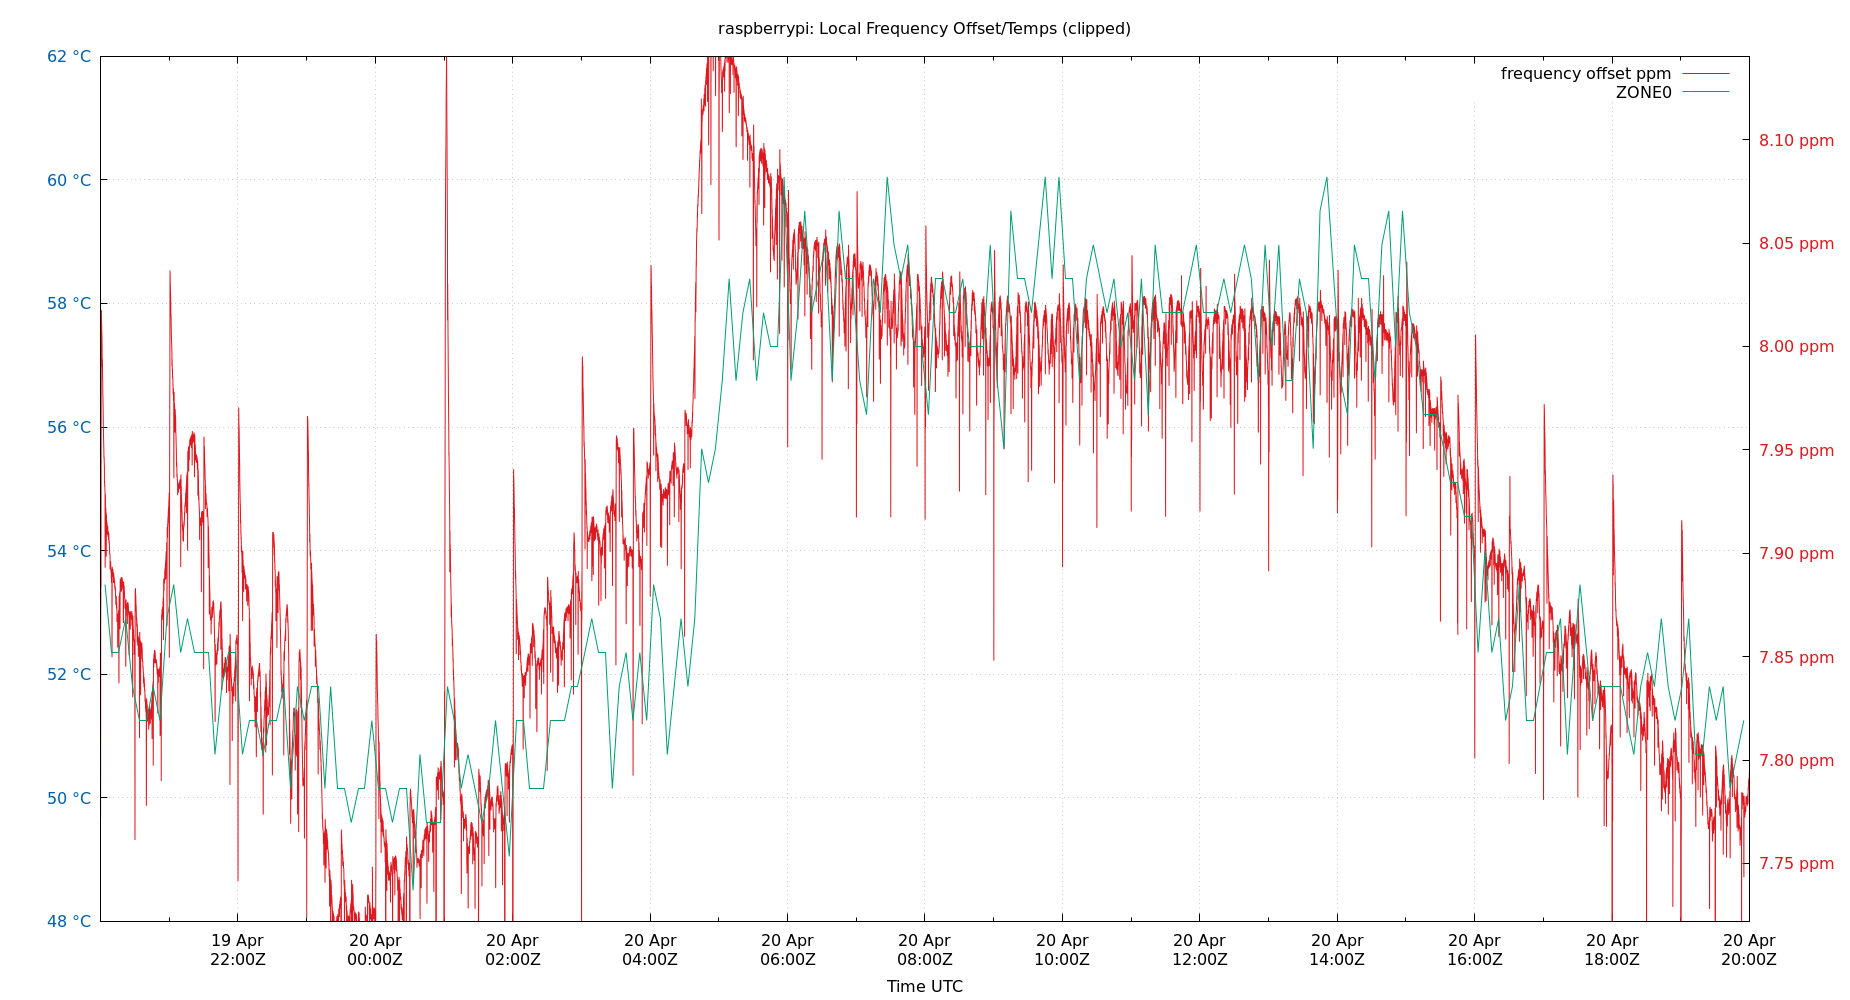 raspberrypi: Local Frequency Offset/Temps (clipped)
62 °C
60 °C
58 °C
56 °C
54 °C
52 °C
50 °C
48 °C
frequency offset ppm
ZONE0
8.10 ppm
8.05 ppm
8.00 ppm
7.95 ppm
7.90 ppm
7.85 ppm
7.80 ppm
7.75 ppm
19 Apr 20 Apr 20 Apr 20 Apr 20 Apr 20 Apr 20 Apr 20 Apr 20 Apr 20 Apr 20 Apr 20 Apr
22:00Z 00:00Z 02:00Z 04:00Z 06:00Z 08:00Z 10:00Z 12:00Z 14:00Z 16:00Z 18:00Z 20:00Z
Time UTC